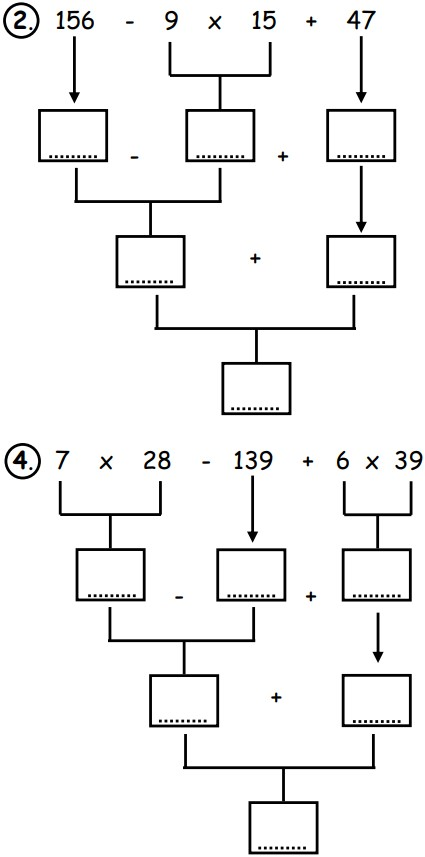 2. 156 - 9 x 15 + 47
- +
+
4. 7 x 28 - 139 + 6 x 39
- +
+